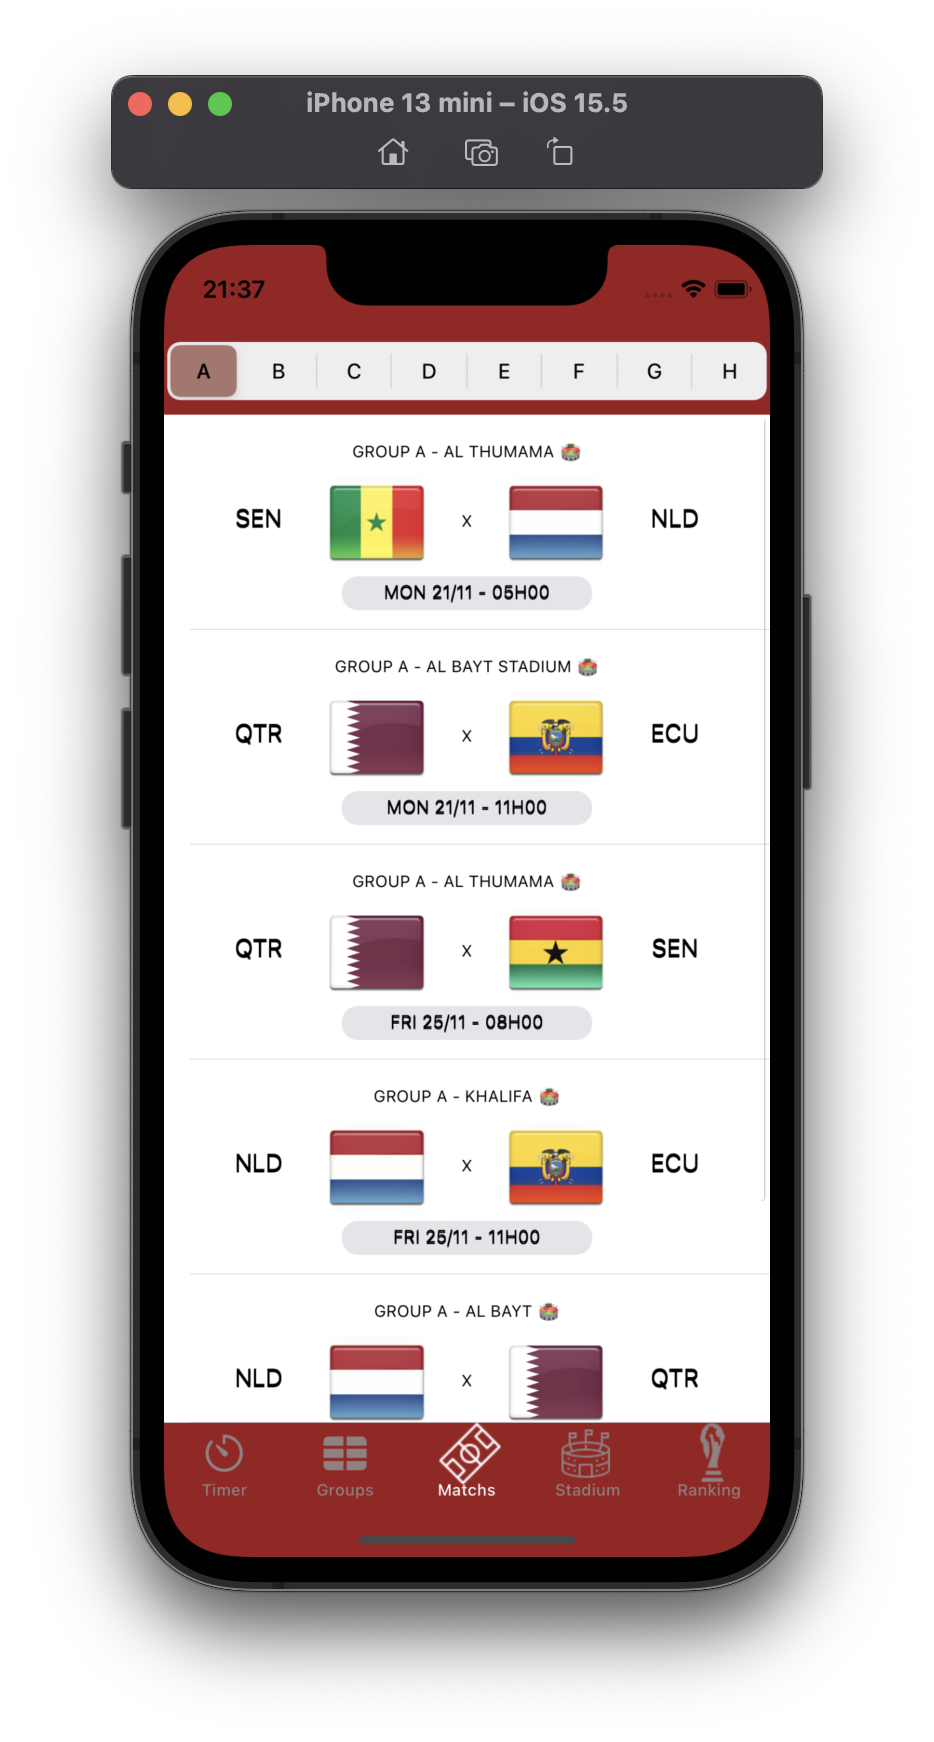 iPhone 13 mini – iOS 15.5
21:37
A B C D E F G H
GROUP A - AL THUMAMA
SEN x NLD
MON 21/11 - 05H00
GROUP A - AL BAYT STADIUM
QTR x ECU
MON 21/11 - 11H00
GROUP A - AL THUMAMA
QTR x SEN
FRI 25/11 - 08H00
GROUP A - KHALIFA
NLD x ECU
FRI 25/11 - 11H00
GROUP A - AL BAYT
NLD x QTR
Timer Groups Matchs Stadium Ranking